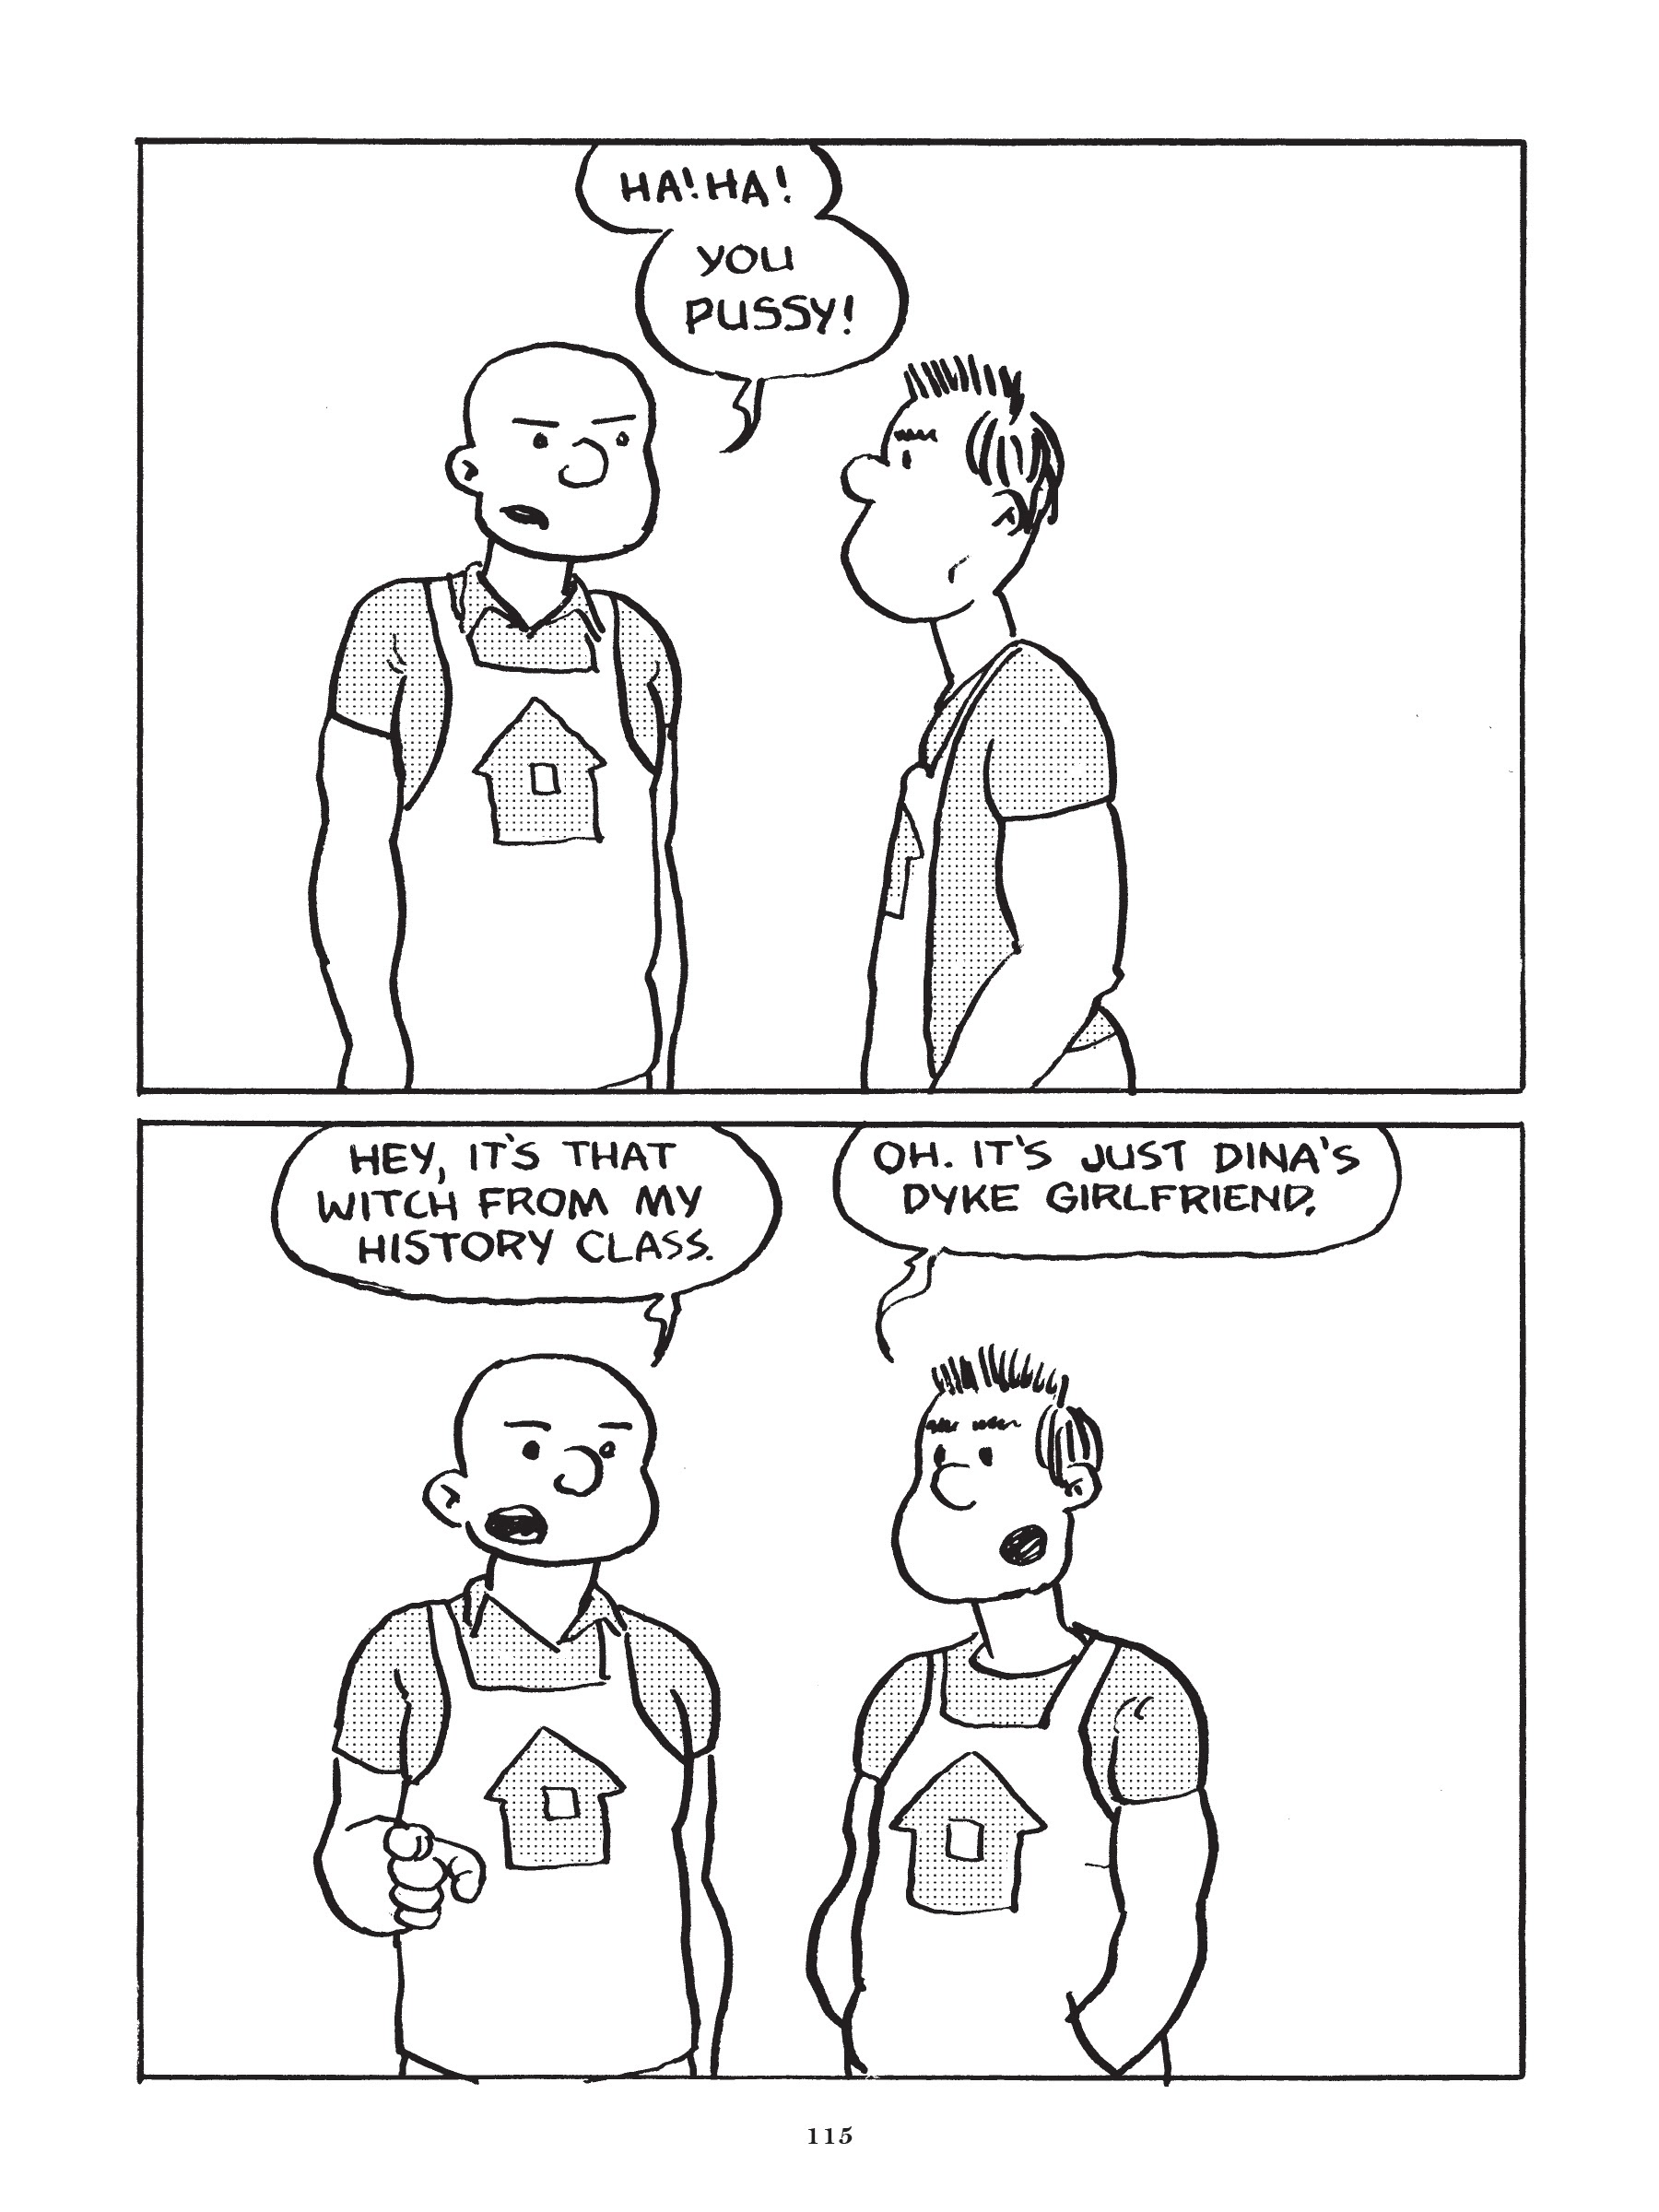 HA! HA!
YOU
PUSSY!
HEY, IT'S THAT
WITCH FROM MY
HISTORY CLASS.
OH. IT'S JUST DINA'S
DYKE GIRLFRIEND.
115